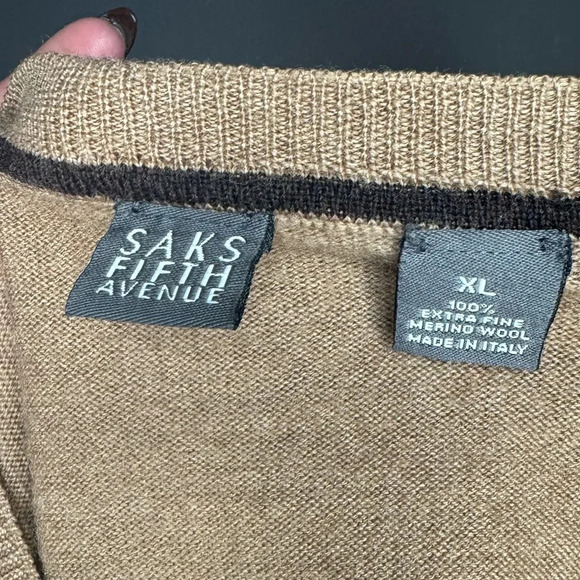 SAKS
FIFTH
AVENUE
XL
100%
EXTRA FINE
MERINO WOOL
MADE IN ITALY